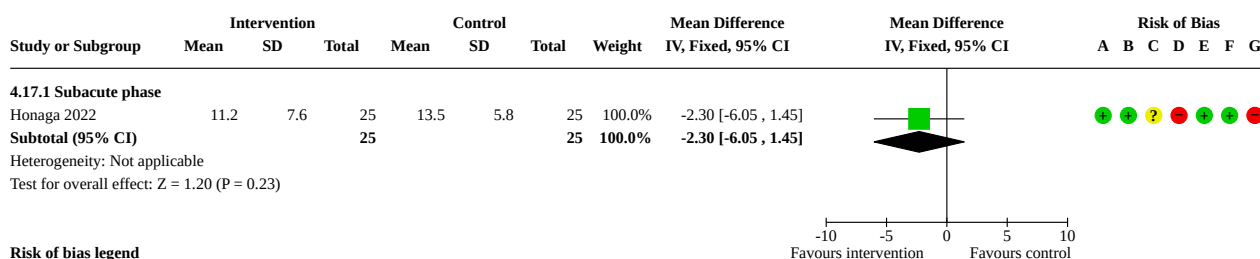 Intervention Control Mean Difference Mean Difference Risk of Bias
Study or Subgroup Mean SD Total Mean SD Total Weight IV, Fixed, 95% CI IV, Fixed, 95% CI A B C D E F G
4.17.1 Subacute phase
Honaga 2022 11.2 7.6 25 13.5 5.8 25 100.0% -2.30 [-6.05 , 1.45] + + ? − + + −
Subtotal (95% CI) 25 25 100.0% -2.30 [-6.05 , 1.45]
Heterogeneity: Not applicable
Test for overall effect: Z = 1.20 (P = 0.23)
-10 -5 0 5 10
Favours intervention Favours control
Risk of bias legend